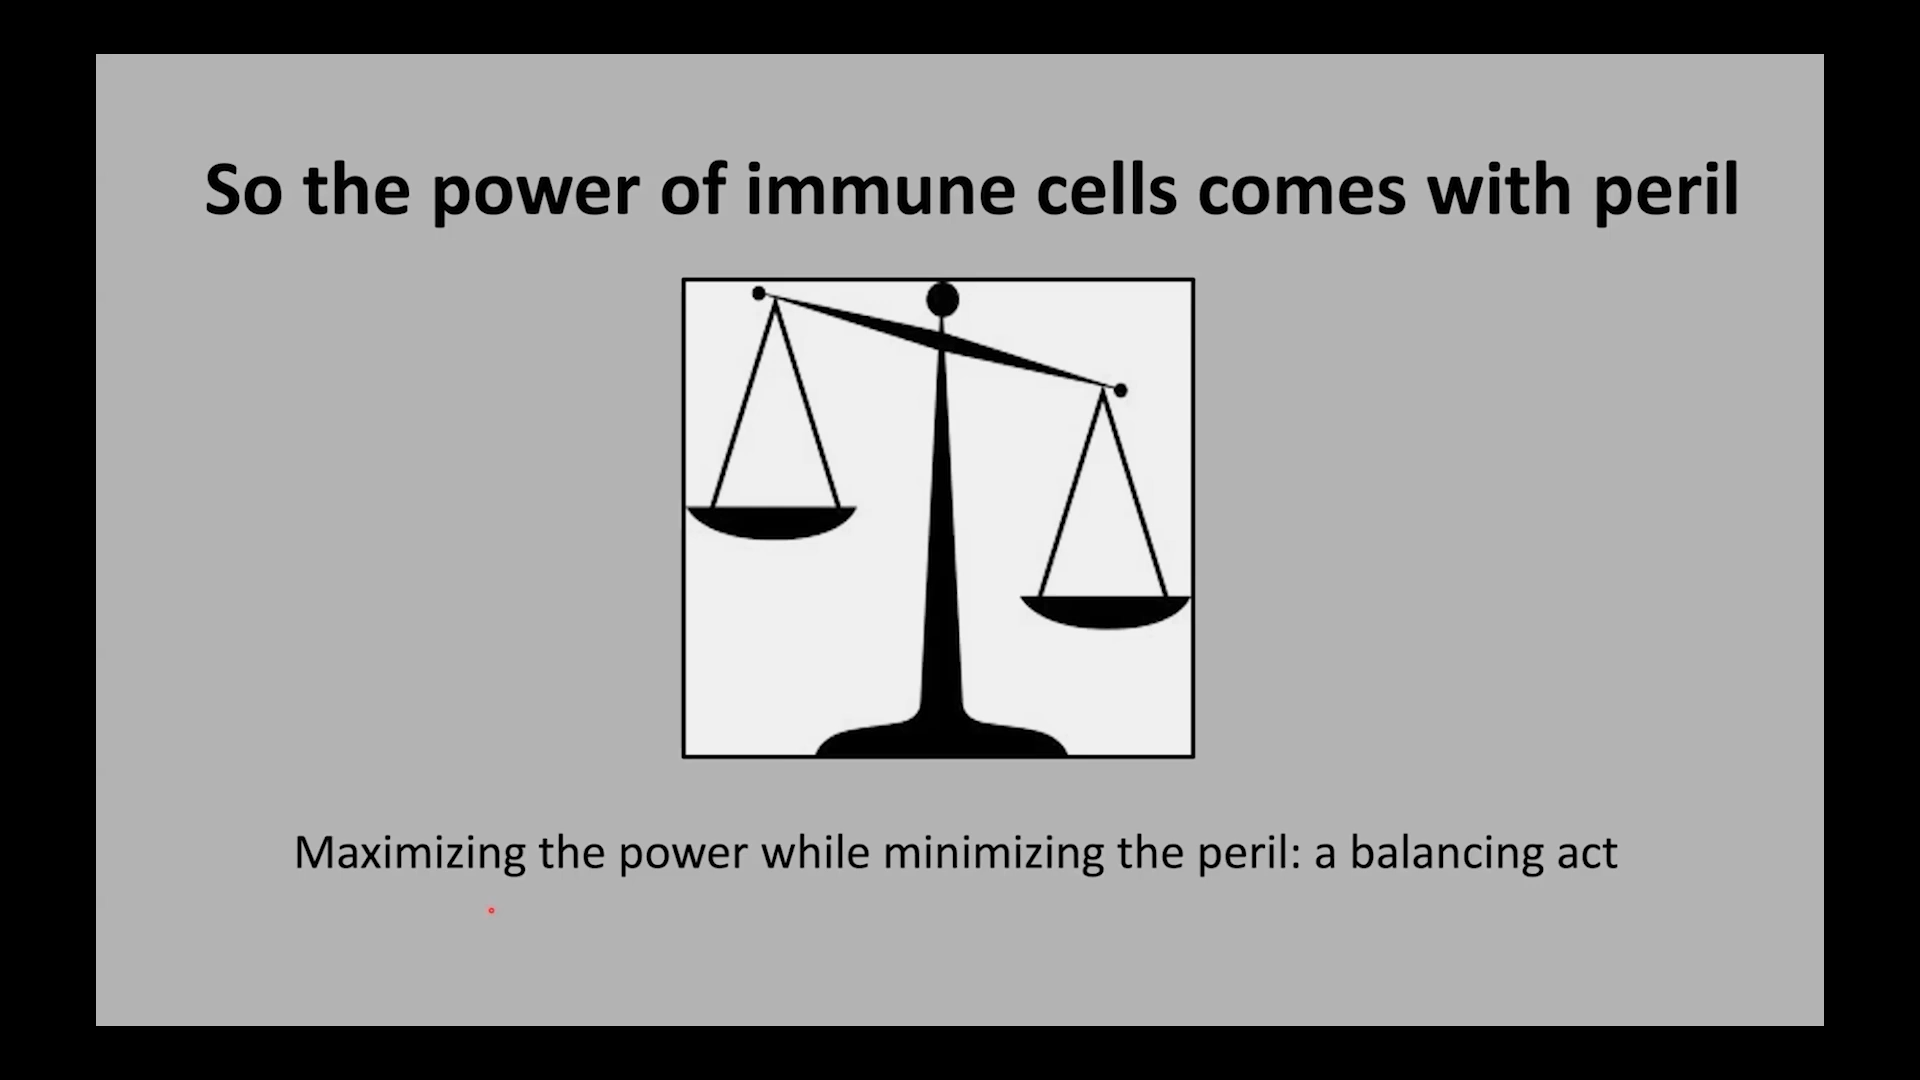 So the power of immune cells comes with peril
Maximizing the power while minimizing the peril: a balancing act